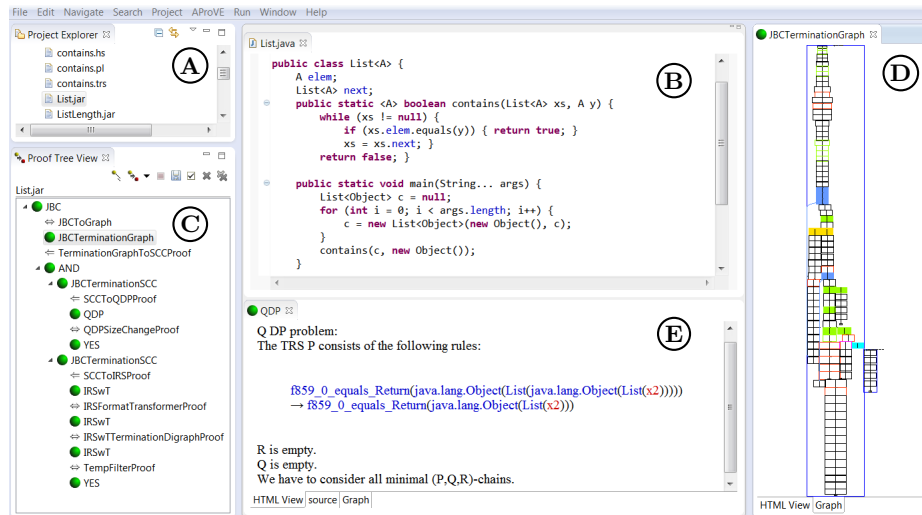 File Edit Navigate Search Project AProVE Run Window Help
Project Explorer
A
contains.hs
contains.pl
contains.trs
List.jar
ListLength.jar
Proof Tree View
List.jar
C
JBC
JBCToGraph
JBCTerminationGraph
TerminationGraphToSCCProof
AND
JBCTerminationSCC
SCCToQDPProof
QDP
QDPSizeChangeProof
YES
JBCTerminationSCC
SCCToIRSProof
IRSwT
IRSFormatTransformerProof
IRSwT
IRSwTTerminationDigraphProof
IRSwT
TempFilterProof
YES
List.java
B
public class List<A> {
A elem;
List<A> next;
public static <A> boolean contains(List<A> xs, A y) {
while (xs != null) {
if (xs.elem.equals(y)) { return true; }
xs = xs.next; }
return false; }
public static void main(String... args) {
List<Object> c = null;
for (int i = 0; i < args.length; i++) {
c = new List<Object>(new Object(), c);
}
contains(c, new Object());
}
QDP
E
Q DP problem:
The TRS P consists of the following rules:
f859_0_equals_Return(java.lang.Object(List(java.lang.Object(List(x2)))))
→ f859_0_equals_Return(java.lang.Object(List(x2)))
R is empty.
Q is empty.
We have to consider all minimal (P,Q,R)-chains.
HTML View source Graph
JBCTerminationGraph
D
HTML View Graph